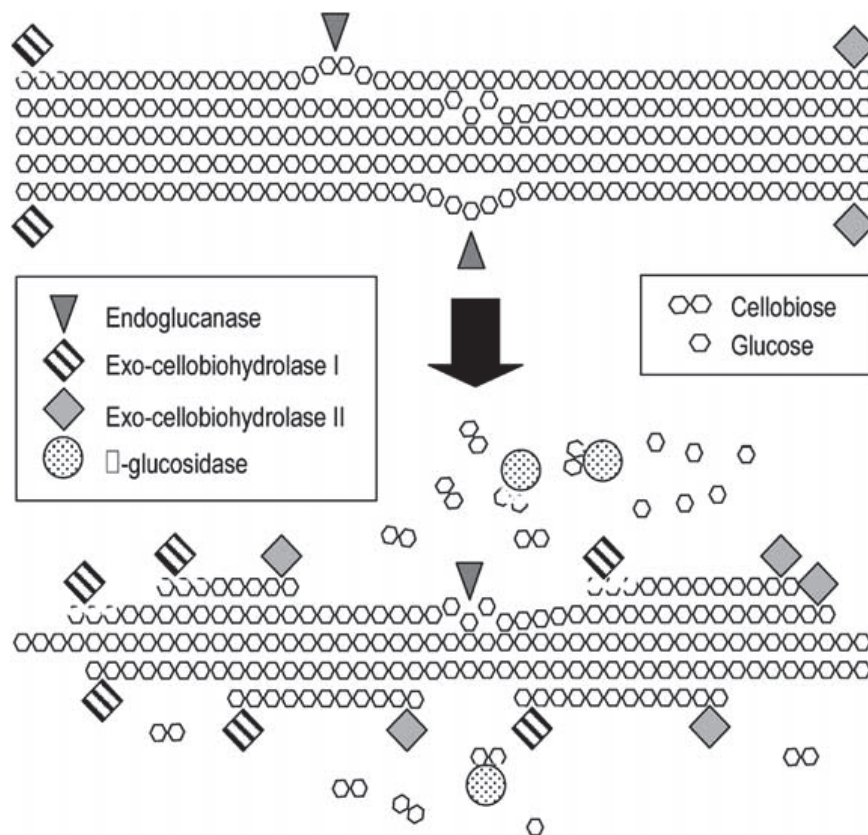 Endoglucanase
Exo-cellobiohydrolase I
Exo-cellobiohydrolase II
▯-glucosidase
Cellobiose
Glucose